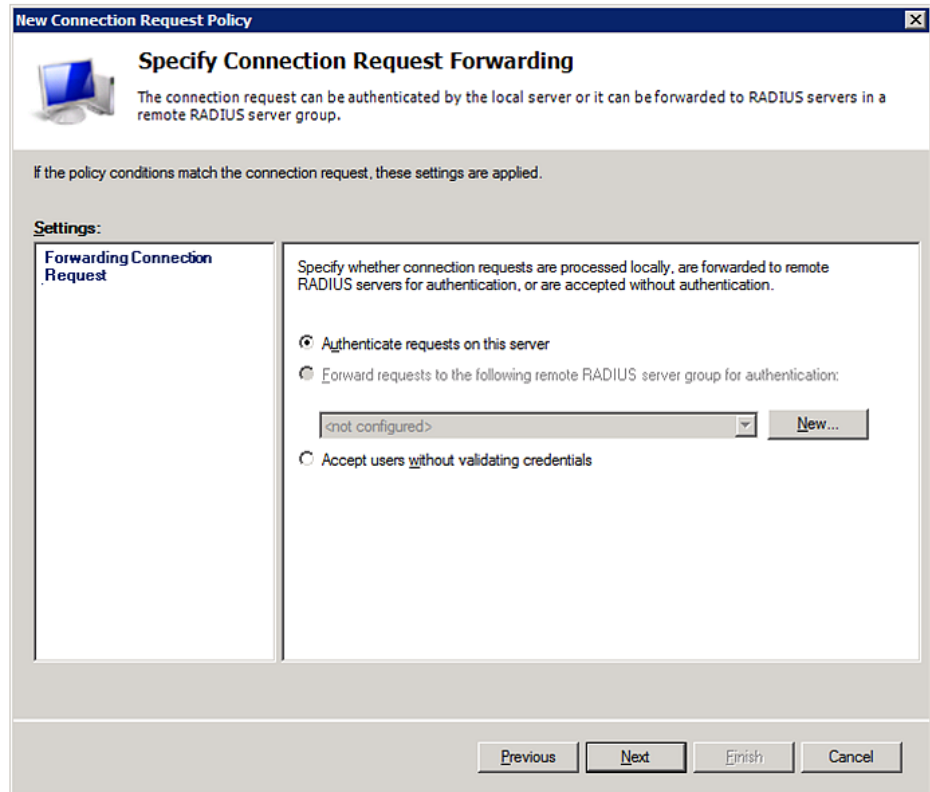 New Connection Request Policy
Specify Connection Request Forwarding
The connection request can be authenticated by the local server or it can be forwarded to RADIUS servers in a
remote RADIUS server group.
If the policy conditions match the connection request, these settings are applied.
Settings:
Forwarding Connection
Request
Specify whether connection requests are processed locally, are forwarded to remote
RADIUS servers for authentication, or are accepted without authentication.
Authenticate requests on this server
Forward requests to the following remote RADIUS server group for authentication:
<not configured>
New...
Accept users without validating credentials
Previous
Next
Finish
Cancel